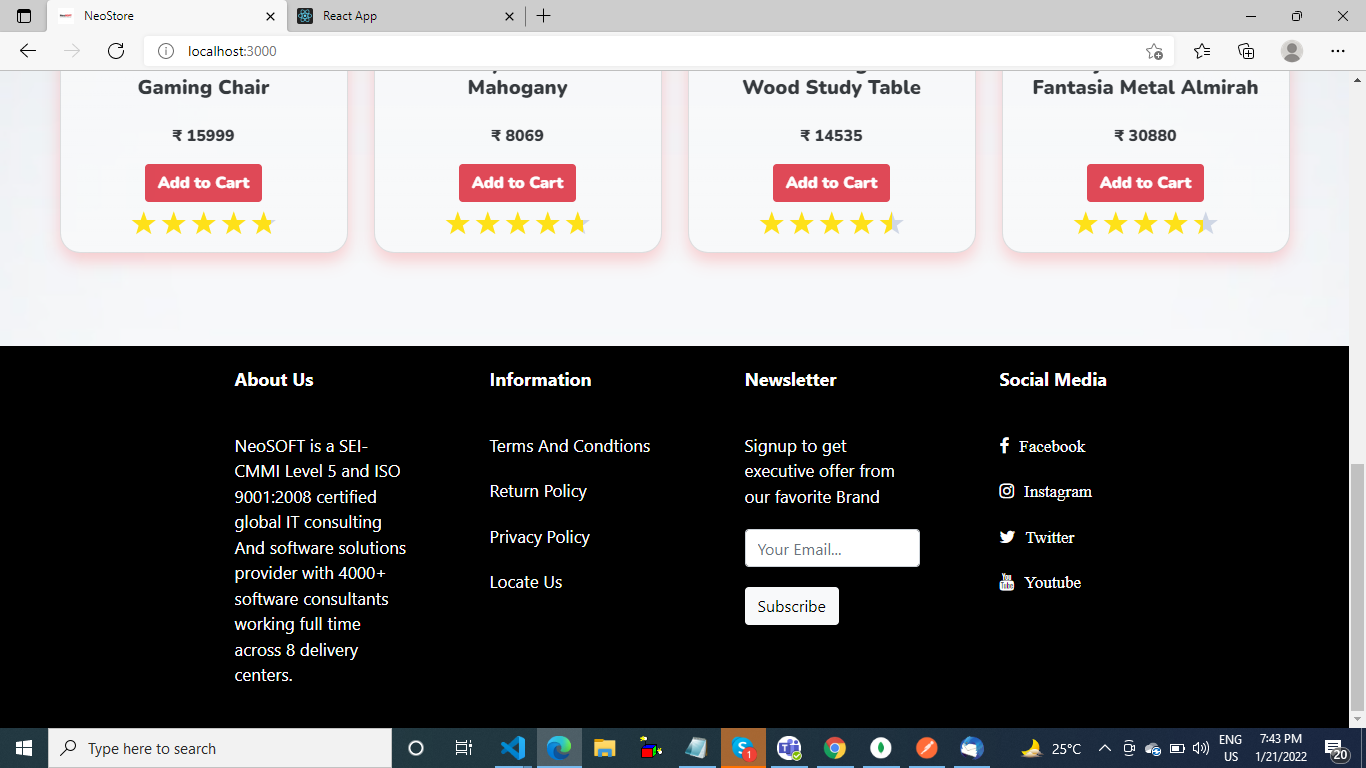 NeoStore
React App
localhost:3000
Gaming Chair
Mahogany
Wood Study Table
Fantasia Metal Almirah
₹ 15999
₹ 8069
₹ 14535
₹ 30880
Add to Cart
Add to Cart
Add to Cart
Add to Cart
About Us
NeoSOFT is a SEI-
CMMI Level 5 and ISO
9001:2008 certified
global IT consulting
And software solutions
provider with 4000+
software consultants
working full time
across 8 delivery
centers.
Information
Terms And Condtions
Return Policy
Privacy Policy
Locate Us
Newsletter
Signup to get
executive offer from
our favorite Brand
Your Email...
Subscribe
Social Media
Facebook
Instagram
Twitter
Youtube
Type here to search
25°C
ENG
US
7:43 PM
1/21/2022
20